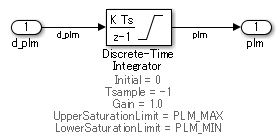 1
d_plm
d_plm
K Ts
z-1
plm
1
plm
Discrete-Time
Integrator
Initial = 0
Tsample = -1
Gain = 1.0
UpperSaturationLimit = PLM_MAX
LowerSaturationLimit = PLM_MIN